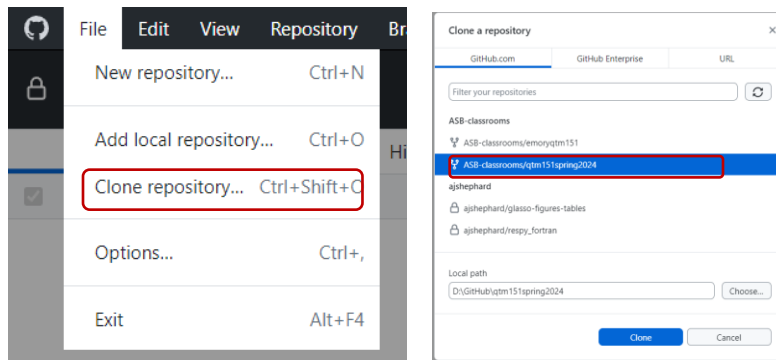 File Edit View Repository Br
New repository... Ctrl+N
Add local repository... Ctrl+O
Hi
Clone repository... Ctrl+Shift+O
Options... Ctrl+,
Exit Alt+F4
Clone a repository
GitHub.com GitHub Enterprise URL
Filter your repositories
ASB-classrooms
ASB-classrooms/emoryqtm151
ASB-classrooms/qtm151spring2024
ajshephard
ajshephard/glasso-figures-tables
ajshephard/respy_fortran
Local path
D:\GitHub\qtm151spring2024 Choose...
Clone Cancel